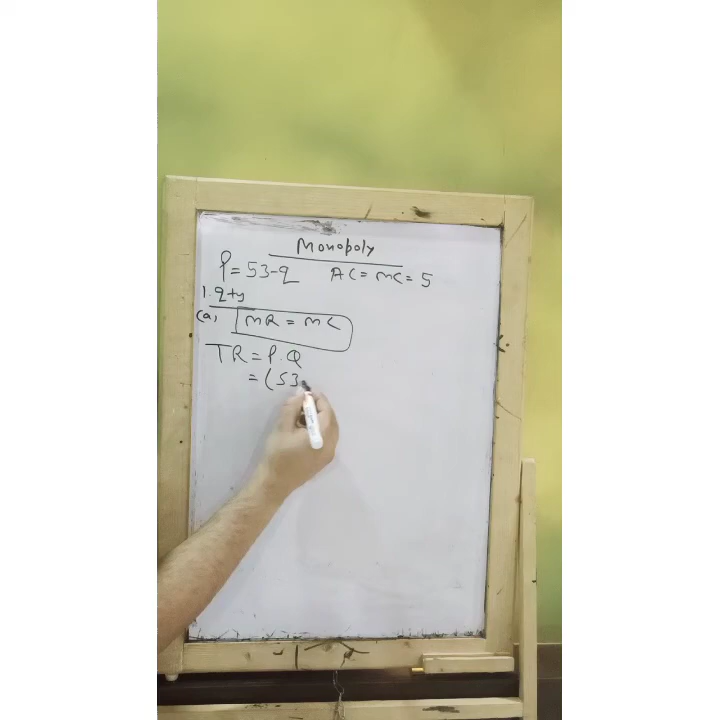 Monopoly
P = 53-q AC = MC = 5
1. qty
(a) MR = MC
TR = P.Q
= (53